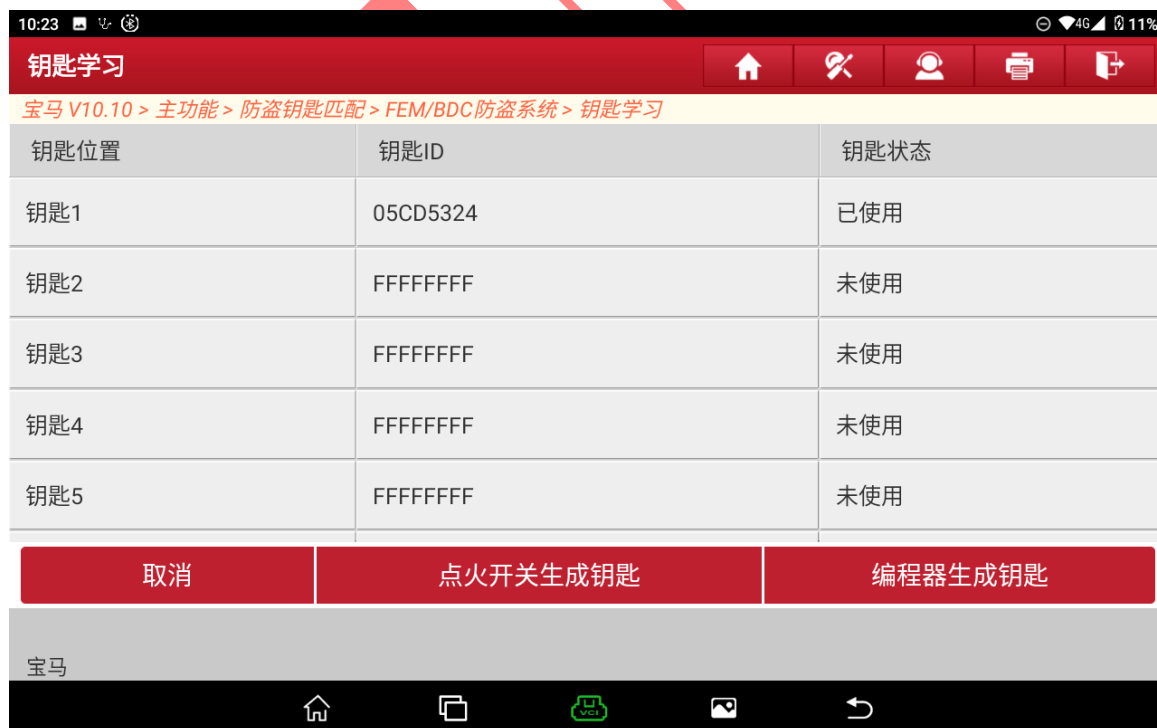 10:23 4G 11%
钥匙学习
宝马 V10.10 > 主功能 > 防盗钥匙匹配 > FEM/BDC防盗系统 > 钥匙学习
钥匙位置 钥匙ID 钥匙状态
钥匙1 05CD5324 已使用
钥匙2 FFFFFFFF 未使用
钥匙3 FFFFFFFF 未使用
钥匙4 FFFFFFFF 未使用
钥匙5 FFFFFFFF 未使用
取消 点火开关生成钥匙 编程器生成钥匙
宝马
VCI